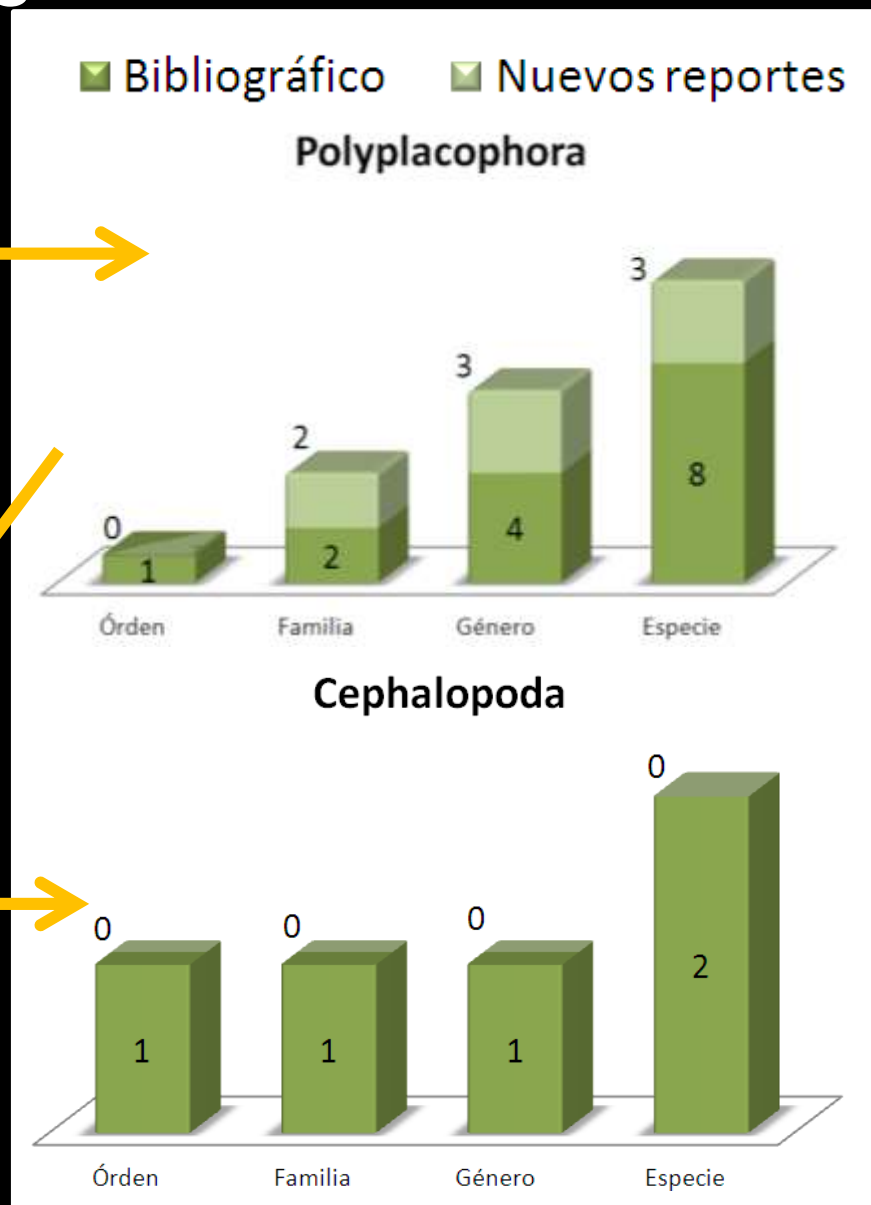 Bibliográfico Nuevos reportes
Polyplacophora
3
3
2
0
8
4
2
1
Órden Familia Género Especie
Cephalopoda
0
0 0 0
2
1 1 1
Órden Familia Género Especie